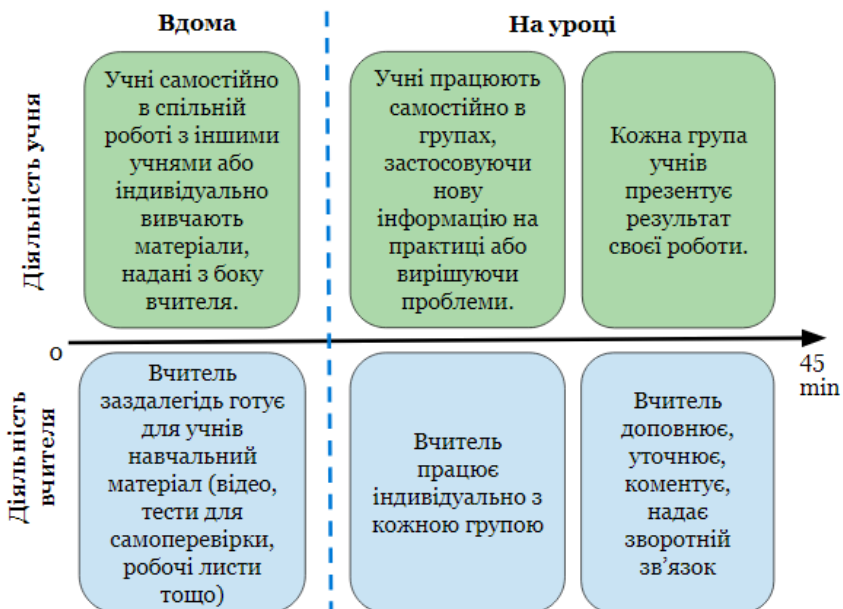 Вдома
На уроці
Діяльність учня
Учні самостійно
в спільній
роботі з іншими
учнями або
індивідуально
вивчають
матеріали,
надані з боку
вчителя.
Учні працюють
самостійно в
групах,
застосовуючи
нову
інформацію на
практиці або
вирішуючи
проблеми.
Кожна група
учнів
презентує
результат
своєї роботи.
0
45
min
Діяльність
вчителя
Вчитель
заздалегідь готує
для учнів
навчальний
матеріал (відео,
тести для
самоперевірки,
робочі листи
тощо)
Вчитель
працює
індивідуально з
кожною групою
Вчитель
доповнює,
уточнює,
коментує,
надає
зворотній
зв’язок